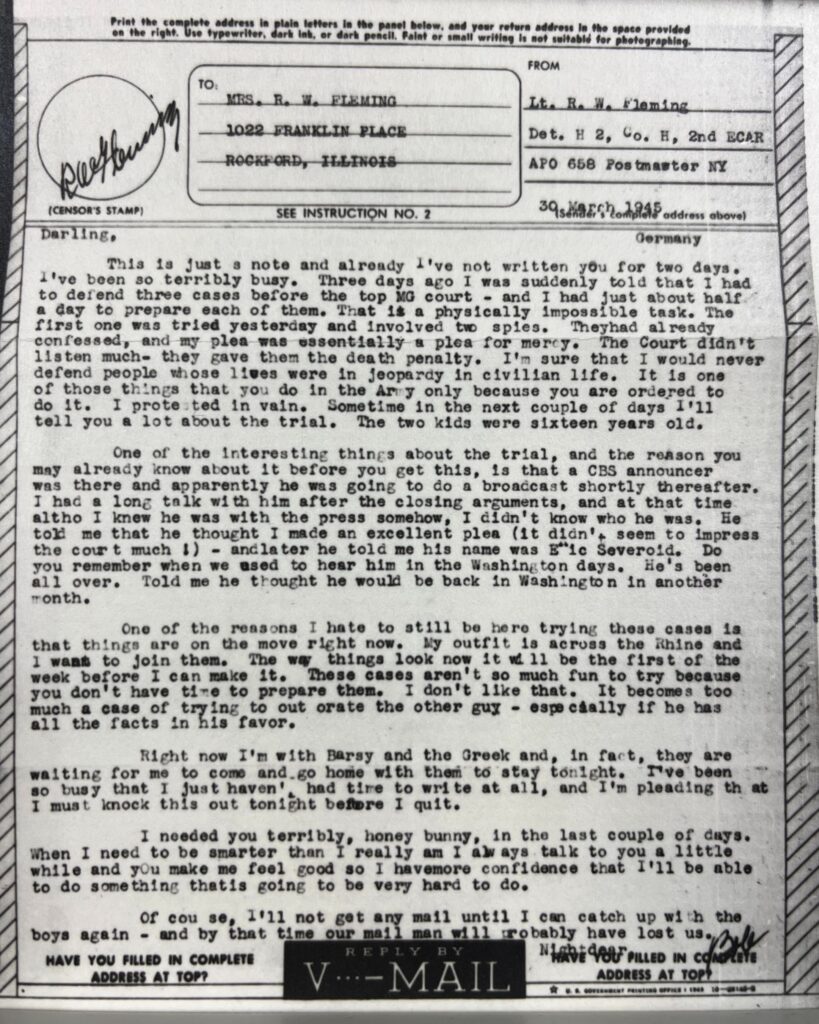 Print the complete address in plain letters in the panel below, and your return address in the space provided
on the right. Use typewriter, dark ink, or dark pencil. Faint or small writing is not suitable for photographing.
FROM
TO:
MRS. R. W. FLEMING
1022 FRANKLIN PLACE
ROCKFORD, ILLINOIS
Lt. R. W. Fleming
Det. H 2, Co. H, 2nd ECAR
APO 658 Postmaster NY
30 March 1945
(Sender's complete address above)
RW Fleming
(CENSOR'S STAMP)
SEE INSTRUCTION NO. 2
Darling,
Germany
This is just s note and already I've not written you for two days.
I've been so terribly busy. Three days ago I was suddenly told that I had
to defend three cases before the top MG court - and I had just about half
a day to prepare each of them. That is a physically impossible task. The
first one was tried yesterday and involved two spies. Theyhad already
confessed, and my plea was essentially a plea for mercy. The Court didn't
listen much- they gave them the death penalty. I'm sure that I would never
defend people whose lives were in jeopardy in civilian life. It is one
of those things that you do in the Army only because you are ordered to
do it. I prote ted in vain. Sometime in the next couple of days I'll
tell you a lot about the trial. The two kids were sixteen years old.
One of the interesting things about the trial, and the reason you
may already know about it before you get this, is that a CBS announcer
was there and apparently he was going to do a broadcast shortly thereafter.
I had a long talk with him after the closing arguments, and at that time
altho I knew he was with the press somehow, I didn't know who he was. He
told me that he thought I made an excellent plea (it didn't seem to impress
the court much !) - andlater he told me his name was Eric Severoid. Do
you remember when we used to hear him in the Washington days. He's been
all over. Told me he thought he would be back in Washington in another
month.
One of the reasons I hate to still be here trying these cases is
that things are on the move right now. My outfit is across the Rhine and
I want to join them. The way things look now it will be the first of the
week before I can make it. These cases aren't so much fun to try because
you don't have time to prepare them. I don't like that. It becomes too
much a case of trying to out orate the other guy - especially if he has
all the facts in his favor.
Right now I'm with Barsy and the Greek and, in fact, they are
waiting for me to come and go home with them to stay tonight. I've been
so busy that I just haven't had time to write at all, and I'm pleading th at
I must knock this out tonight before I quit.
I needed you terribly, honey bunny, in the last couple of days.
When I need to be smarter than I really am I always talk to you a little
while and you make me feel good so I havemore confidence that I'll be able
to do something thatis going to be very hard to do.
Of cou se, I'll not get any mail until I can catch up with the
boys again - and by that time our mail man will probably have lost us.
Nightdear,
Bob
HAVE YOU FILLED IN COMPLETE
ADDRESS AT TOP?
REPLY BY
V···—MAIL
HAVE YOU FILLED IN COMPLETE
ADDRESS AT TOP?
U. S. GOVERNMENT PRINTING OFFICE